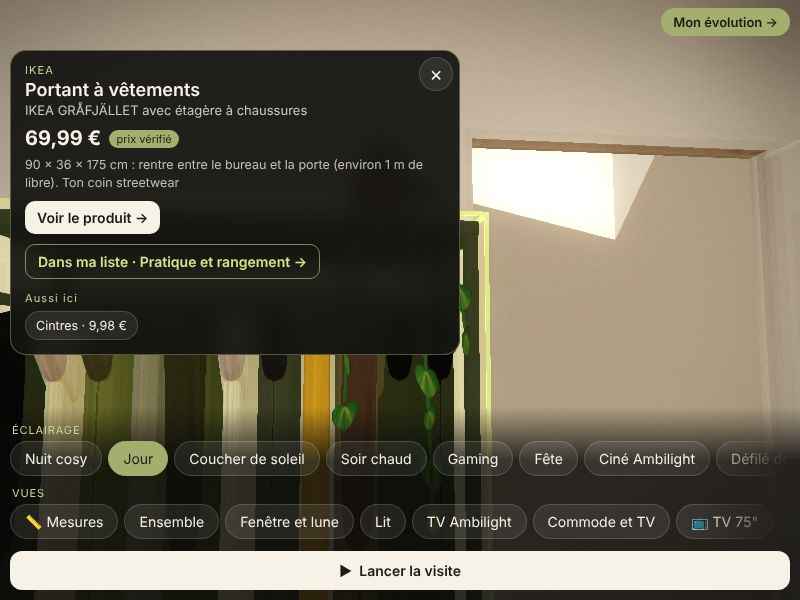 Mon évolution →
IKEA
Portant à vêtements
IKEA GRÅFJÄLLET avec étagère à chaussures
69,99 € prix vérifié
90 × 36 × 175 cm : rentre entre le bureau et la porte (environ 1 m de
libre). Ton coin streetwear
Voir le produit →
Dans ma liste · Pratique et rangement →
Aussi ici
Cintres · 9,98 €
ÉCLAIRAGE
Nuit cosy Jour Coucher de soleil Soir chaud Gaming Fête Ciné Ambilight Défilé de
VUES
📏 Mesures Ensemble Fenêtre et lune Lit TV Ambilight Commode et TV 📺 TV 75"
▶ Lancer la visite